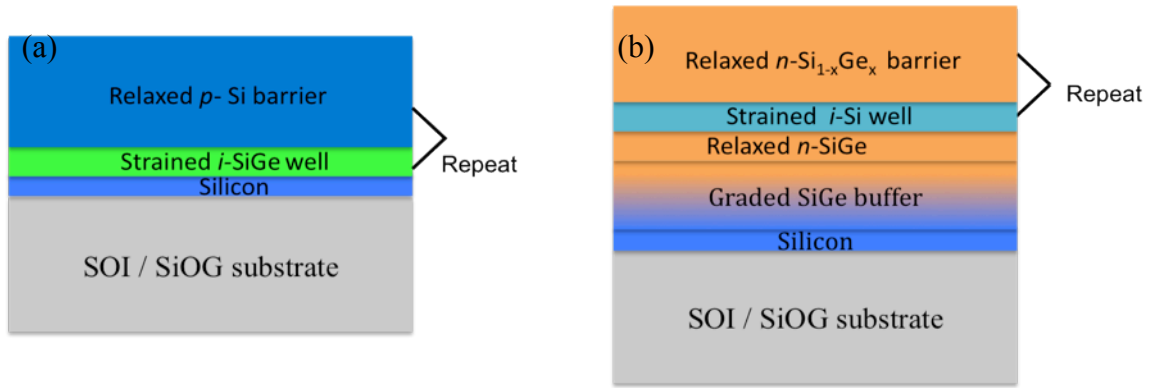 (a)
Relaxed p- Si barrier
Strained i-SiGe well
Repeat
Silicon
SOI / SiOG substrate
(b)
Relaxed n-Si1-xGex barrier
Repeat
Strained i-Si well
Relaxed n-SiGe
Graded SiGe buffer
Silicon
SOI / SiOG substrate